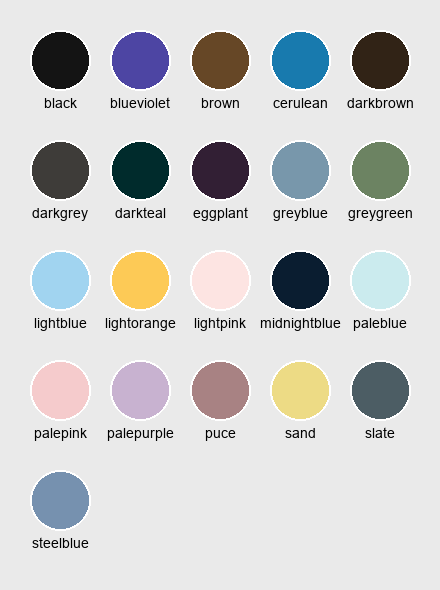 black blueviolet brown cerulean darkbrown
darkgrey darkteal eggplant greyblue greygreen
lightblue lightorange lightpink midnightblue paleblue
palepink palepurple puce sand slate
steelblue